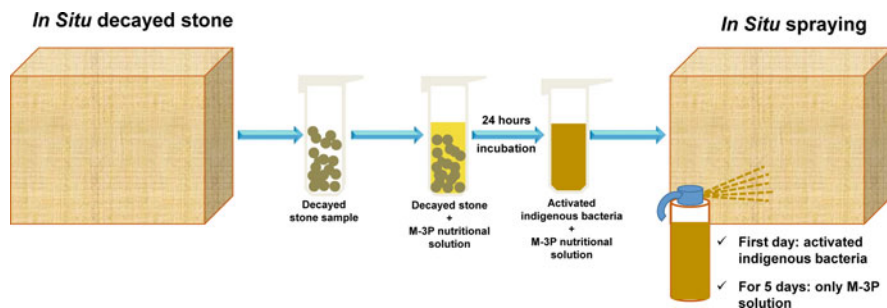 In Situ decayed stone
In Situ spraying
24 hours
incubation
Decayed
stone sample
Decayed stone
+
M-3P nutritional
solution
Activated
indigenous bacteria
+
M-3P nutritional
solution
✓ First day: activated
indigenous bacteria
✓ For 5 days: only M-3P
solution